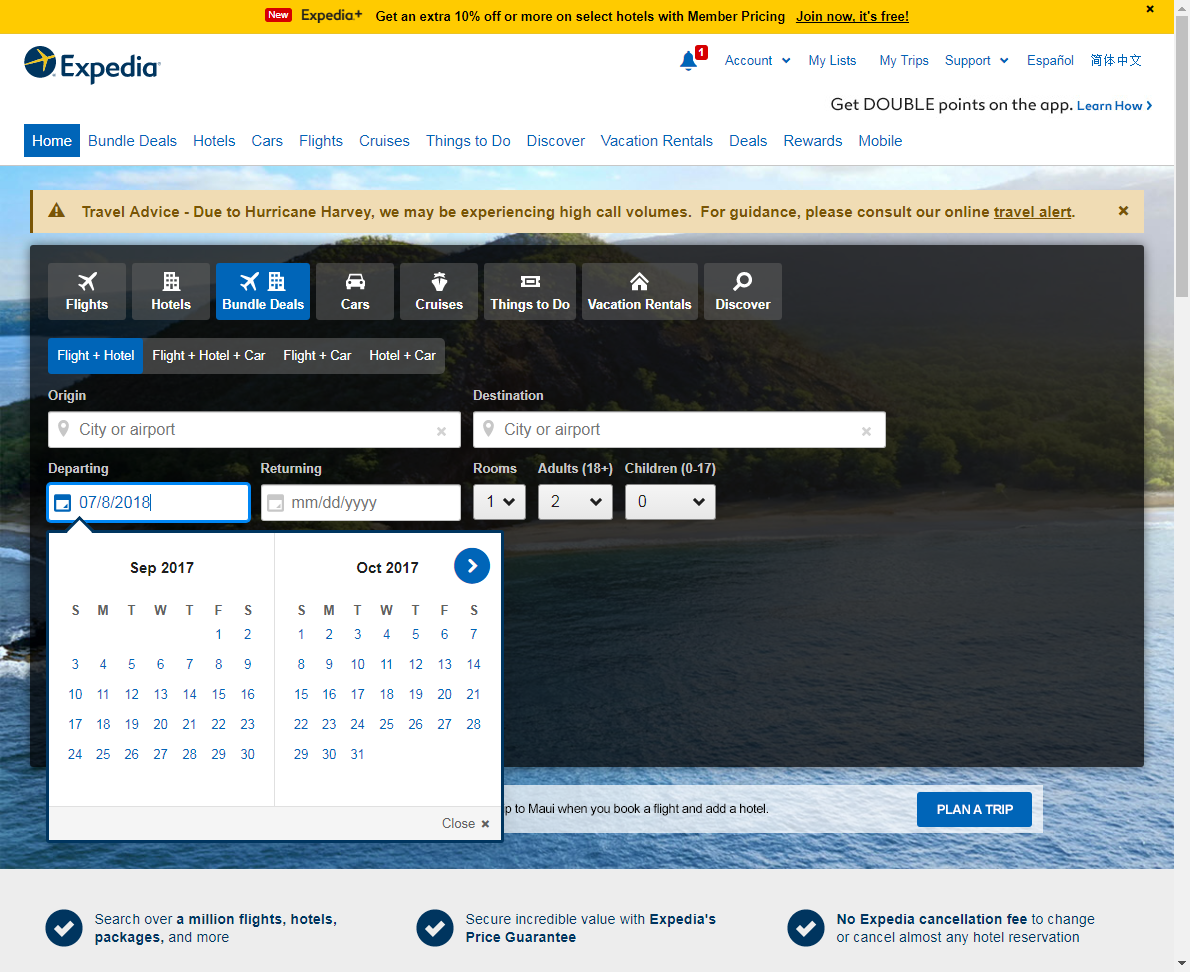 New Expedia+ Get an extra 10% off or more on select hotels with Member Pricing Join now, it's free!
Expedia
1 Account My Lists My Trips Support Español 简体中文
Get DOUBLE points on the app. Learn How
Home Bundle Deals Hotels Cars Flights Cruises Things to Do Discover Vacation Rentals Deals Rewards Mobile
Travel Advice - Due to Hurricane Harvey, we may be experiencing high call volumes. For guidance, please consult our online travel alert.
Flights Hotels Bundle Deals Cars Cruises Things to Do Vacation Rentals Discover
Flight + Hotel Flight + Hotel + Car Flight + Car Hotel + Car
Origin Destination
City or airport City or airport
Departing Returning Rooms Adults (18+) Children (0-17)
07/8/2018 mm/dd/yyyy 1 2 0
Sep 2017 Oct 2017
S M T W T F S S M T W T F S
1 2 1 2 3 4 5 6 7
3 4 5 6 7 8 9 8 9 10 11 12 13 14
10 11 12 13 14 15 16 15 16 17 18 19 20 21
17 18 19 20 21 22 23 22 23 24 25 26 27 28
24 25 26 27 28 29 30 29 30 31
p to Maui when you book a flight and add a hotel. PLAN A TRIP
Close
Search over a million flights, hotels, Secure incredible value with Expedia's No Expedia cancellation fee to change
packages, and more Price Guarantee or cancel almost any hotel reservation